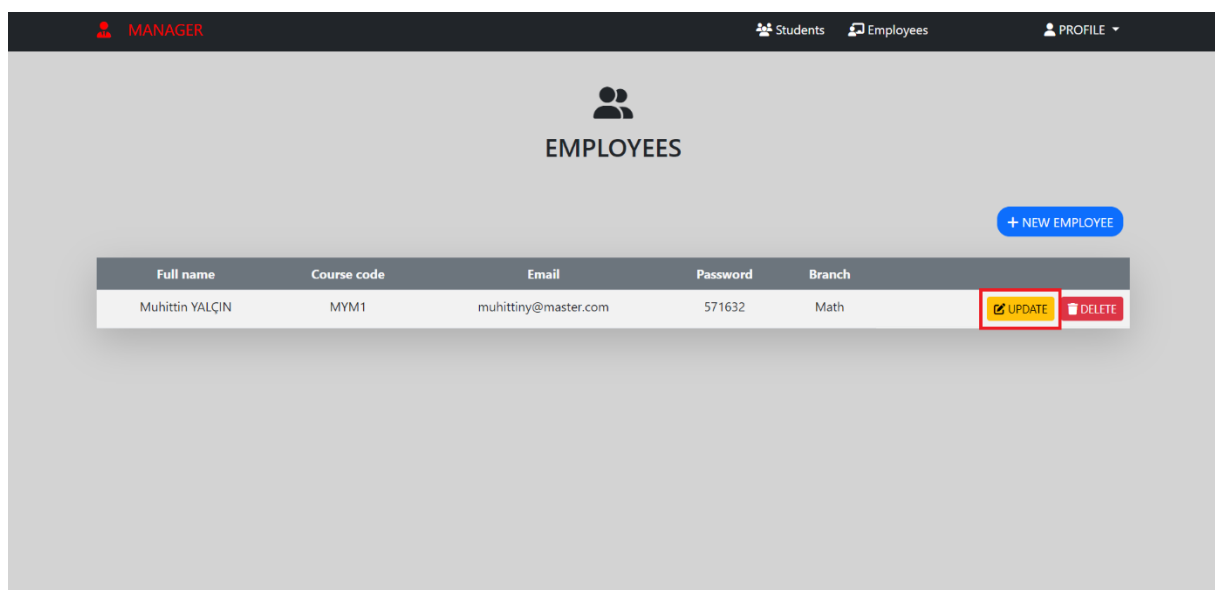 MANAGER Students Employees PROFILE
EMPLOYEES
+ NEW EMPLOYEE
Full name Course code Email Password Branch
Muhittin YALÇIN MYM1 muhittiny@master.com 571632 Math UPDATE DELETE